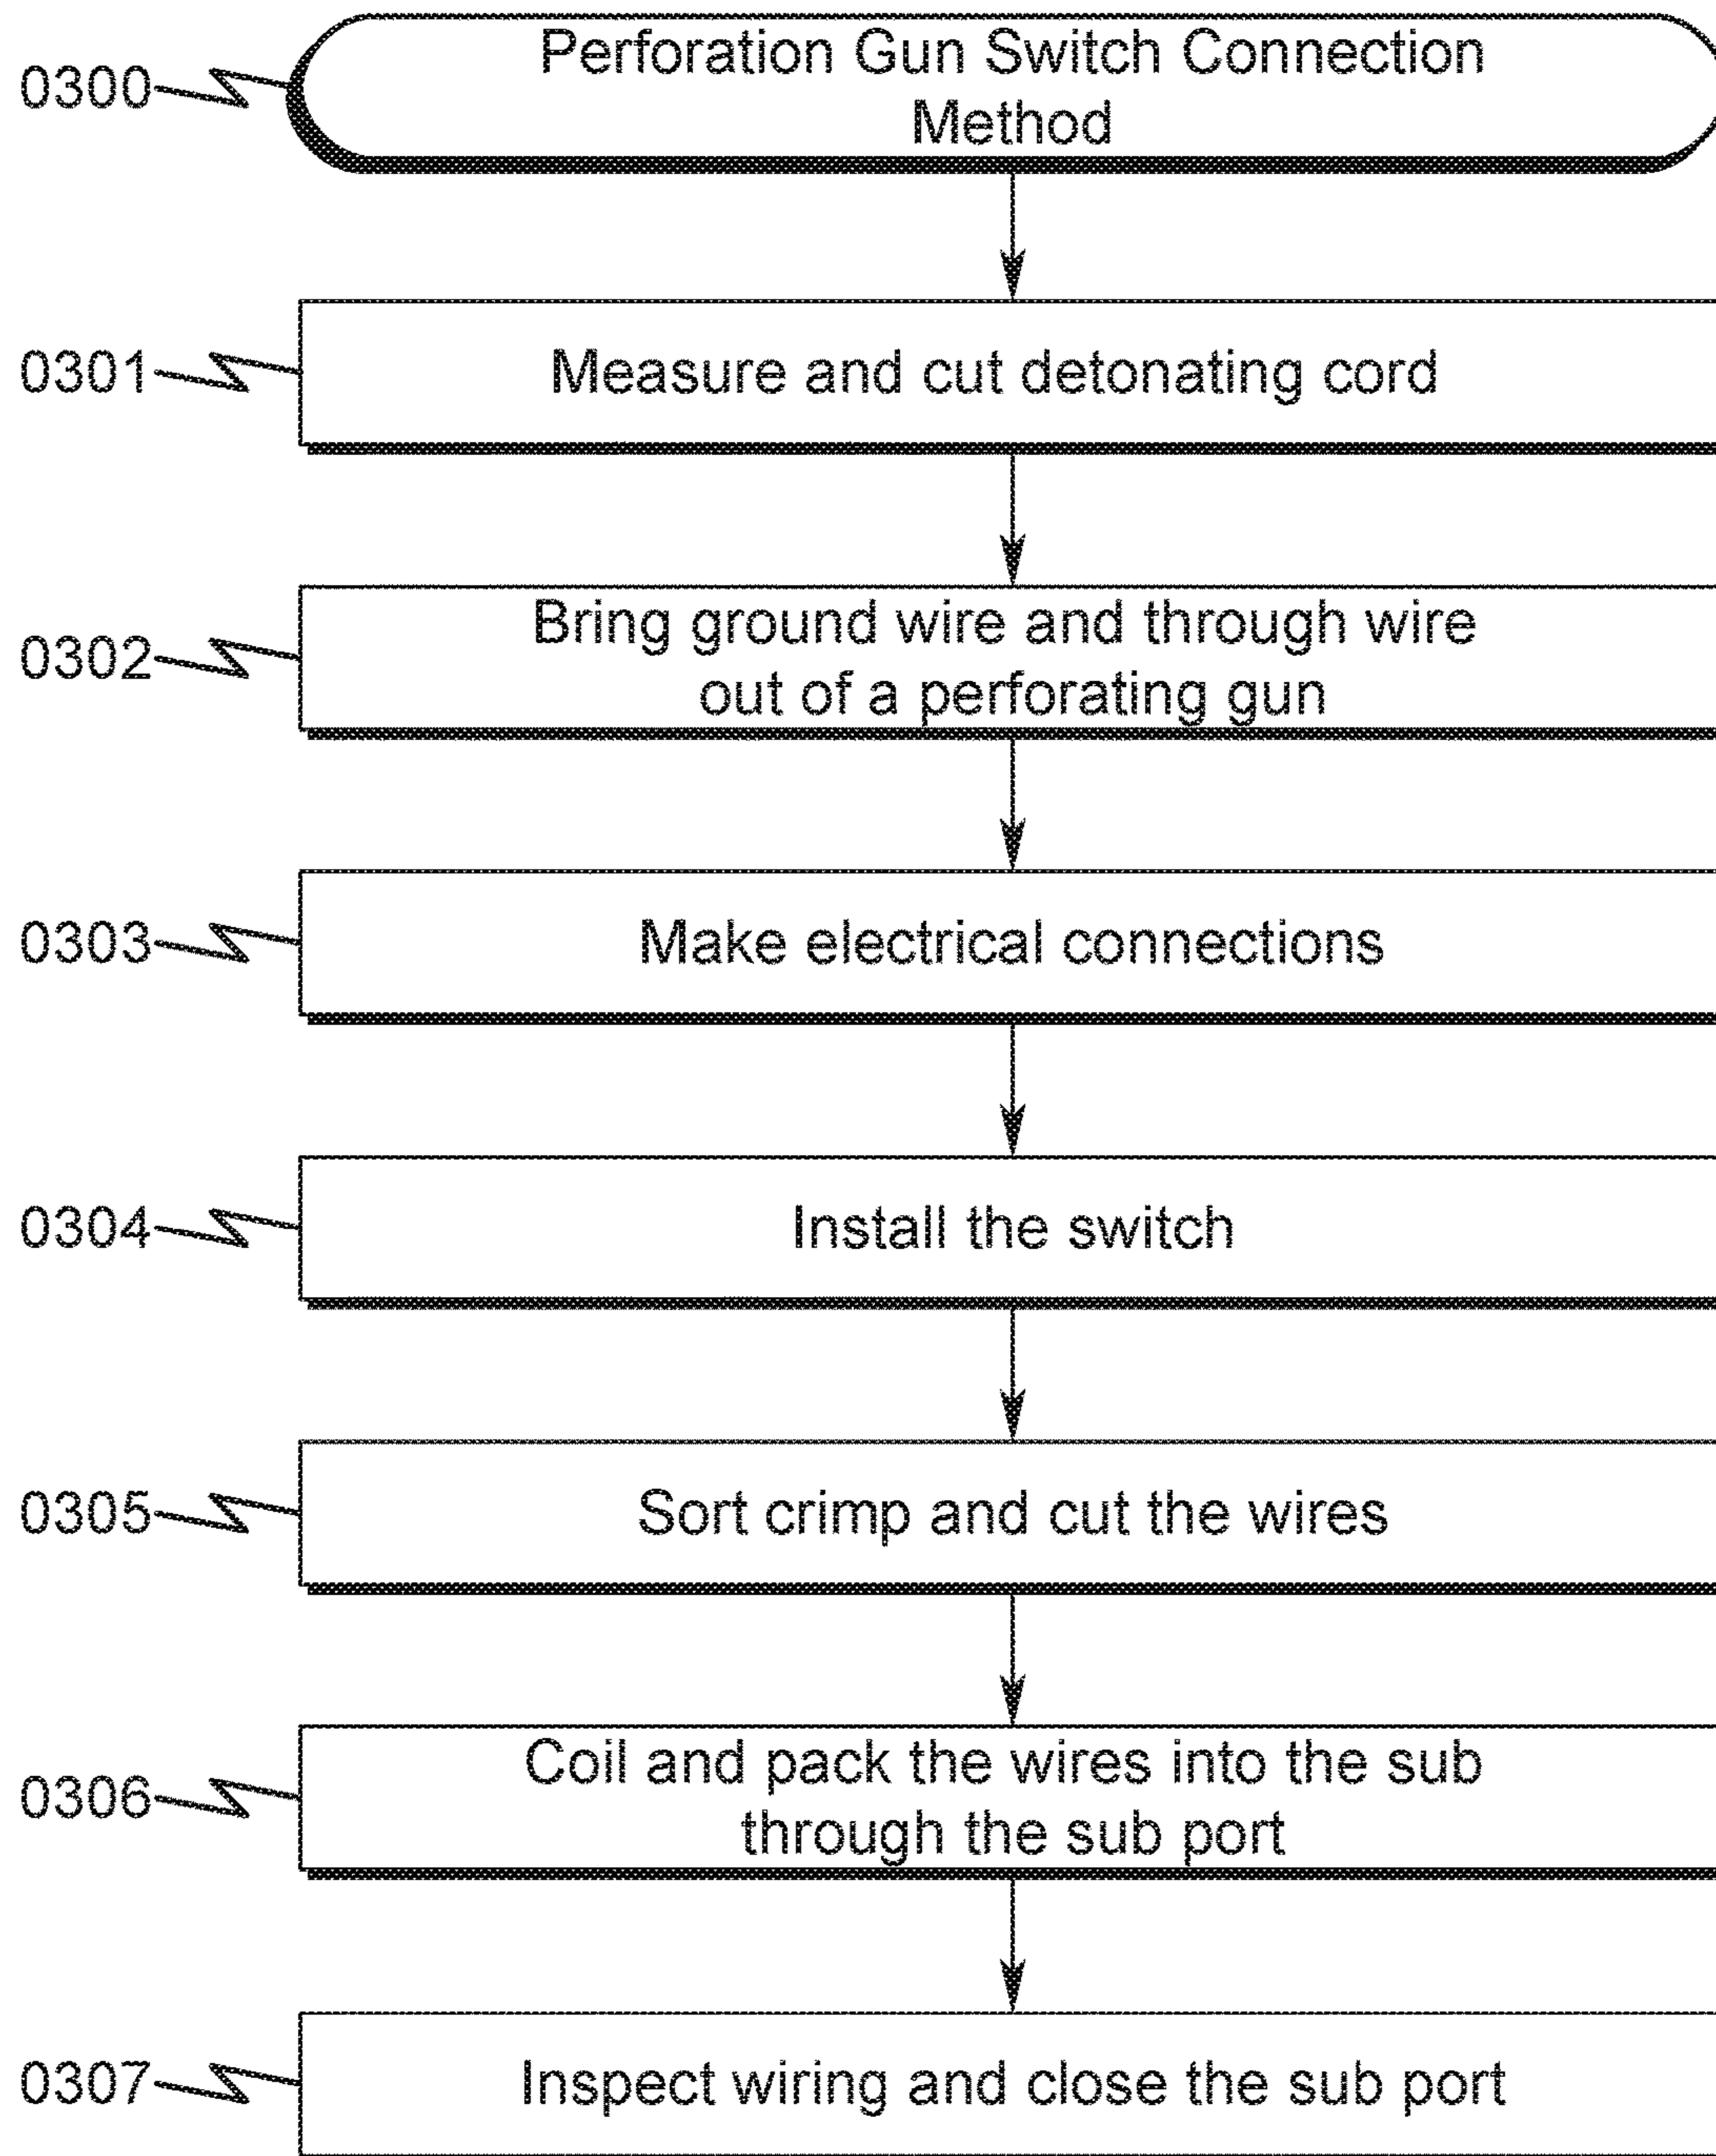 0300
Perforation Gun Switch Connection
Method
0301
Measure and cut detonating cord
0302
Bring ground wire and through wire
out of a perforating gun
0303
Make electrical connections
0304
Install the switch
0305
Sort crimp and cut the wires
0306
Coil and pack the wires into the sub
through the sub port
0307
Inspect wiring and close the sub port